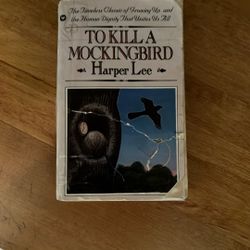 The Timeless Classic of Growing Up and
the Human Dignity That Unites Us All
TO KILL A
MOCKINGBIRD
Harper Lee